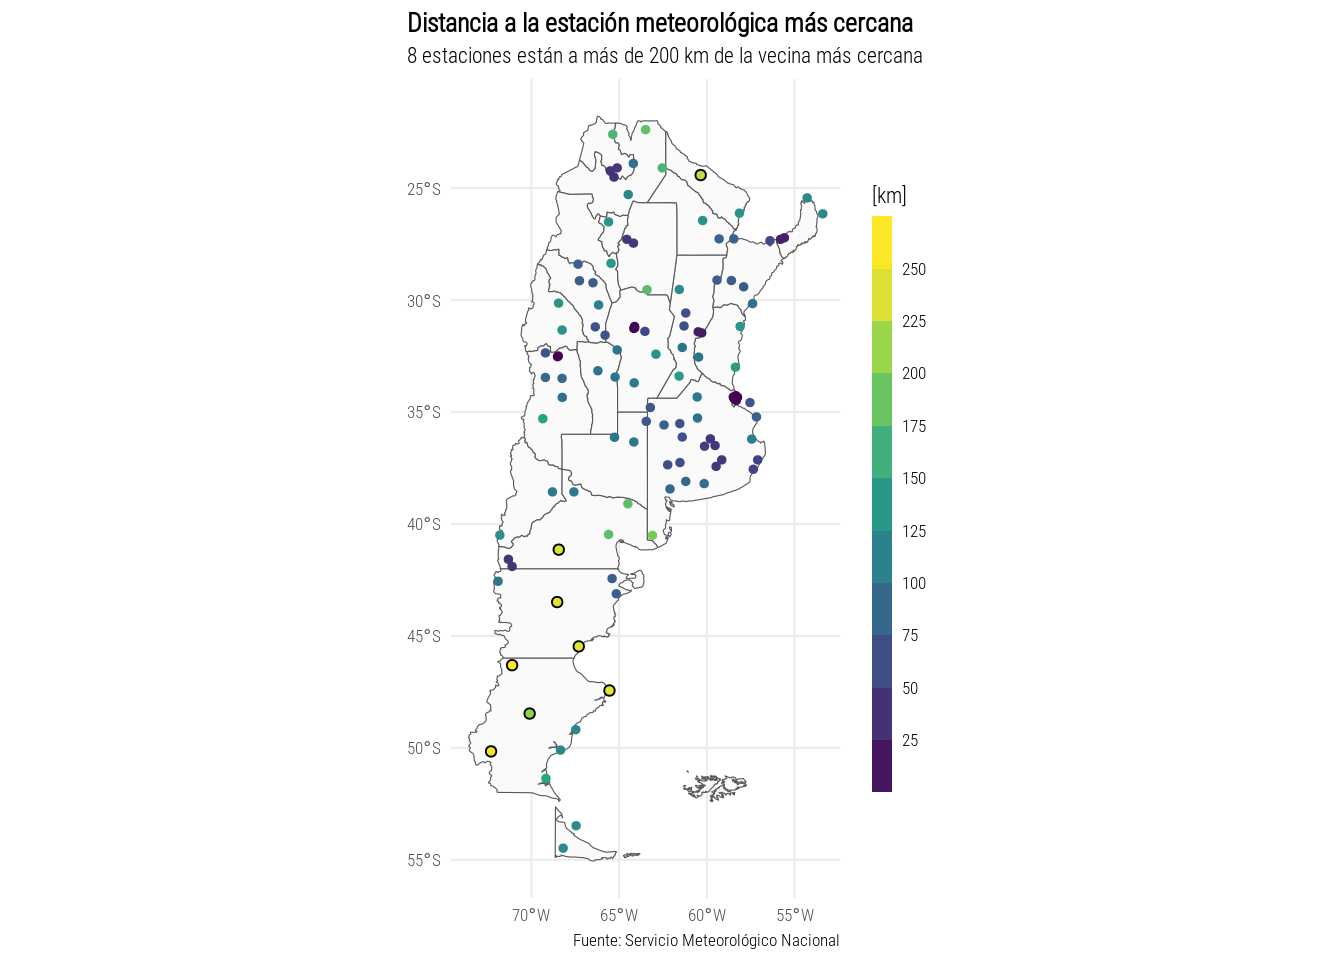 Distancia a la estación meteorológica más cercana
8 estaciones están a más de 200 km de la vecina más cercana
[km]
250
225
200
175
150
125
100
75
50
25
25°S
30°S
35°S
40°S
45°S
50°S
55°S
70°W
65°W
60°W
55°W
Fuente: Servicio Meteorológico Nacional